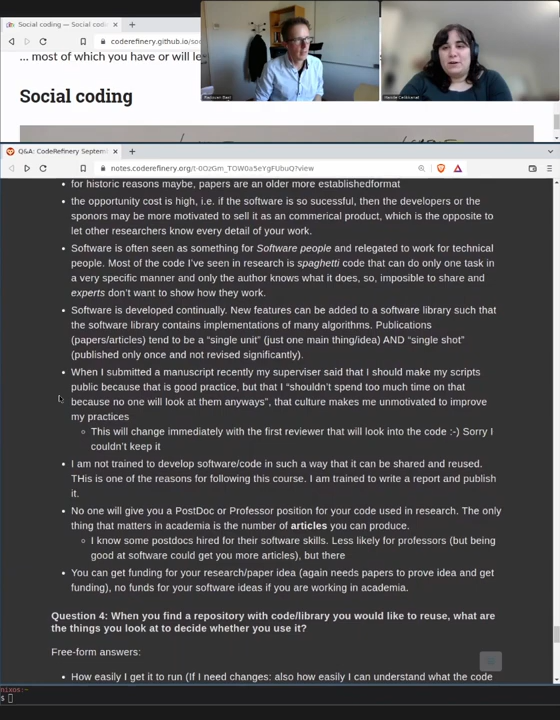 Social coding — Social codi
coderefinery.github.io/so
... most of which you have or will le
Social coding
Q&A: CodeRefinery Septem
notes.coderefinery.org/t-0OzGm_TOW0a5eYgFUbuQ?view
for historic reasons maybe, papers are an older more establishedformat
the opportunity cost is high, i.e. if the software is so sucessful, then the developers or the
sponors may be more motivated to sell it as an commerical product, which is the opposite to
let other researchers know every detail of your work.
Software is often seen as something for Software people and relegated to work for technical
people. Most of the code I've seen in research is spaghetti code that can do only one task in
a very specific manner and only the author knows what it does, so, imposible to share and
experts don't want to show how they work.
Software is developed continually. New features can be added to a software library such that
the software library contains implementations of many algorithms. Publications
(papers/articles) tend to be a “single unit” (just one main thing/idea) AND “single shot”
(published only once and not revised significantly).
When I submitted a manuscript recently my superviser said that I should make my scripts
public because that is good practice, but that I “shouldn't spend too much time on that
because no one will look at them anyways”, that culture makes me unmotivated to improve
my practices
This will change immediately with the first reviewer that will look into the code :-) Sorry I
couldn't keep it
I am not trained to develop software/code in such a way that it can be shared and reused.
THis is one of the reasons for following this course. I am trained to write a report and publish
it.
No one will give you a PostDoc or Professor position for your code used in research. The only
thing that matters in academia is the number of articles you can produce.
I know some postdocs hired for their software skills. Less likely for professors (but being
good at software could get you more articles), but there
You can get funding for your research/paper idea (again needs papers to prove idea and get
funding), no funds for your software ideas if you are working in academia.
Question 4: When you find a repository with code/library you would like to reuse, what are
the things you look at to decide whether you use it?
Free-form answers:
How easily I get it to run (If I need changes: also how easily I can understand what the code
nixos:~
$